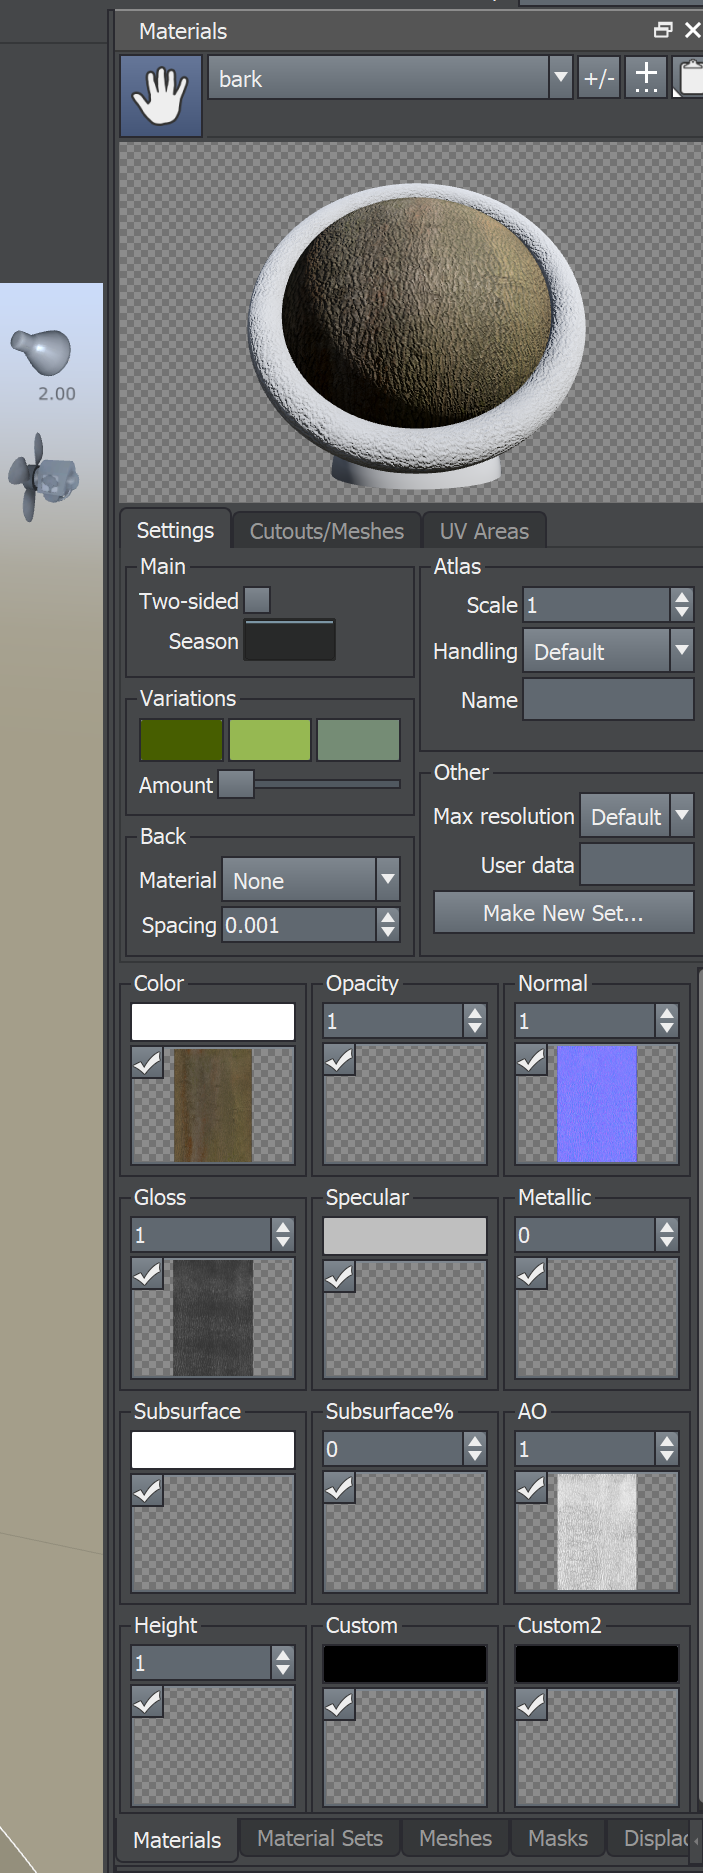 Materials
bark
+/-
2.00
Settings
Cutouts/Meshes
UV Areas
Main
Two-sided
Season
Variations
Amount
Back
Material
None
Spacing
0.001
Atlas
Scale
1
Handling
Default
Name
Other
Max resolution
Default
User data
Make New Set...
Color
Opacity
1
Normal
1
Gloss
1
Specular
Metallic
0
Subsurface
Subsurface%
0
AO
1
Height
1
Custom
Custom2
Materials
Material Sets
Meshes
Masks
Displac